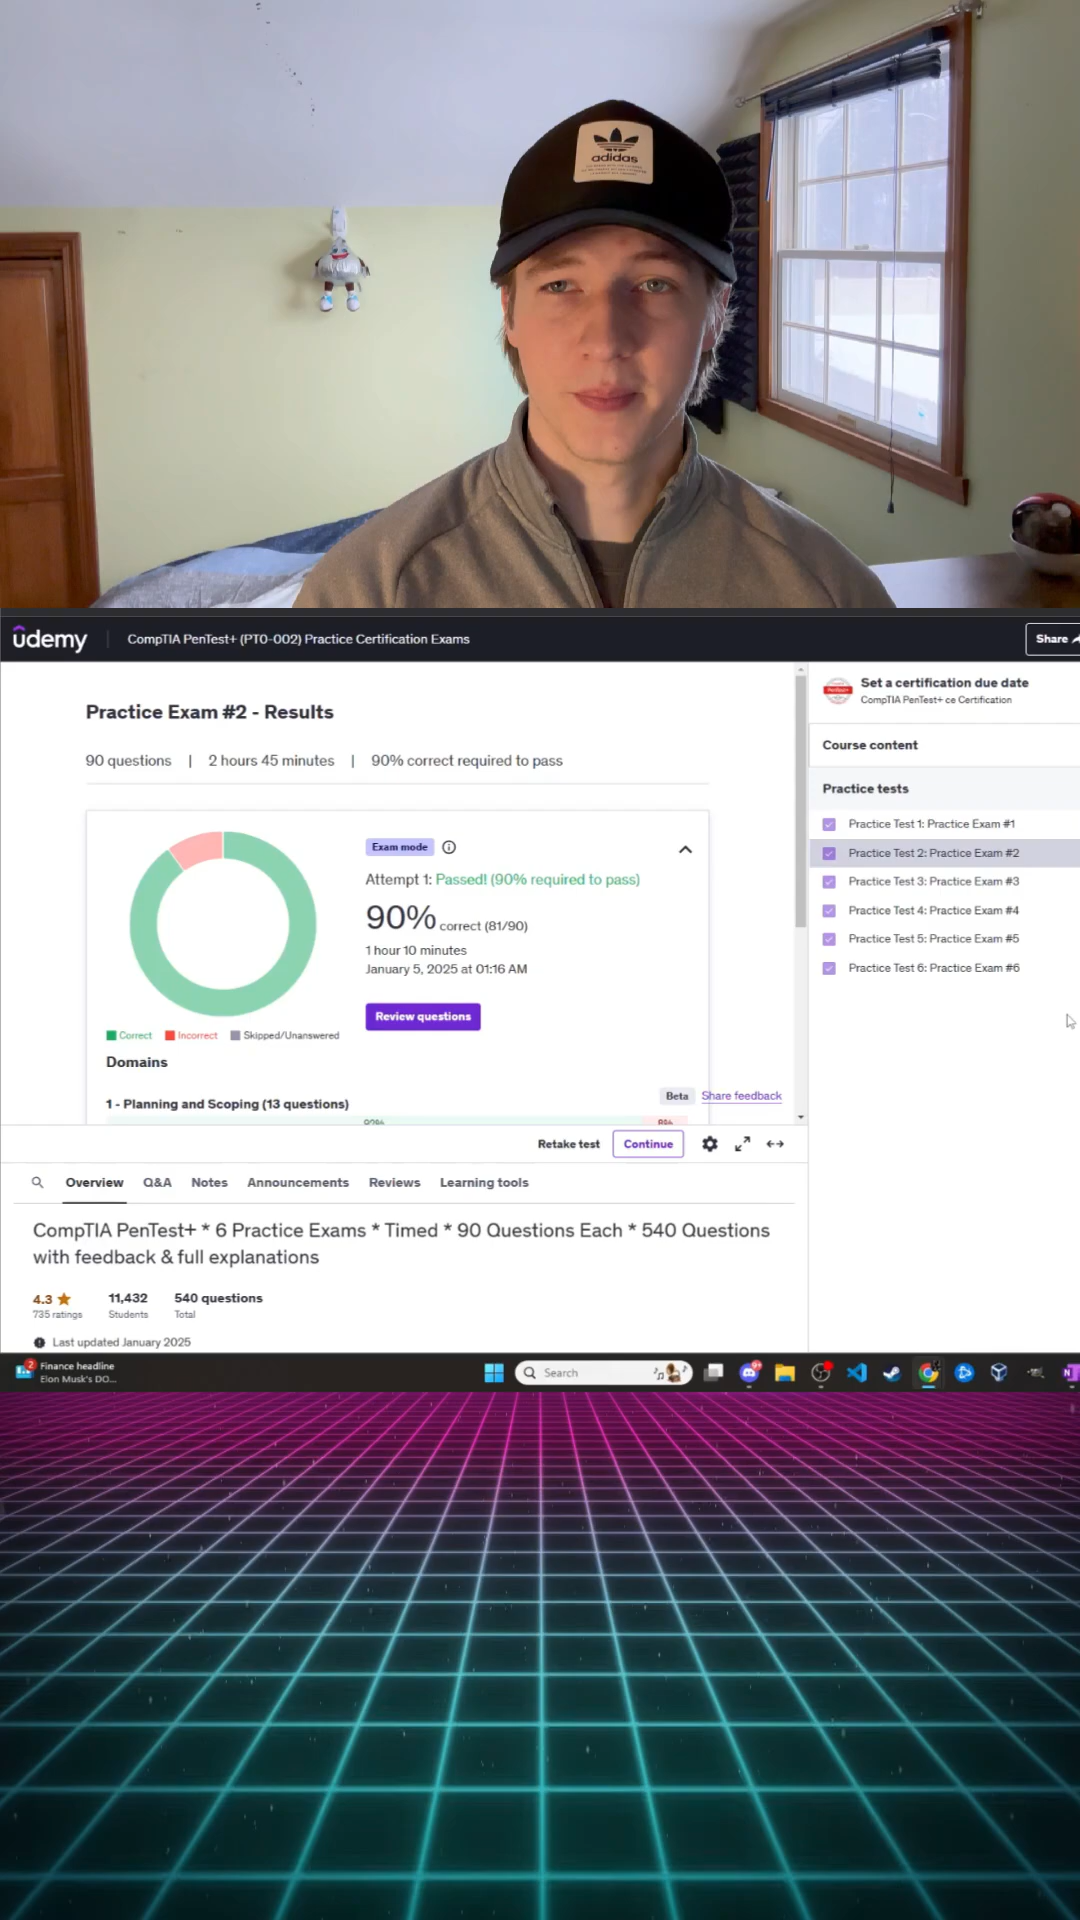 adidas
udemy
CompTIA PenTest+ (PT0-002) Practice Certification Exams
Share
Practice Exam #2 - Results
90 questions | 2 hours 45 minutes | 90% correct required to pass
Exam mode
Attempt 1: Passed! (90% required to pass)
90% correct (81/90)
1 hour 10 minutes
January 5, 2025 at 01:16 AM
Review questions
Correct Incorrect Skipped/Unanswered
Domains
1 - Planning and Scoping (13 questions)
Beta Share feedback
92% 8%
Retake test Continue
Set a certification due date
CompTIA PenTest+ ce Certification
Course content
Practice tests
Practice Test 1: Practice Exam #1
Practice Test 2: Practice Exam #2
Practice Test 3: Practice Exam #3
Practice Test 4: Practice Exam #4
Practice Test 5: Practice Exam #5
Practice Test 6: Practice Exam #6
Overview Q&A Notes Announcements Reviews Learning tools
CompTIA PenTest+ * 6 Practice Exams * Timed * 90 Questions Each * 540 Questions
with feedback & full explanations
4.3 11,432 540 questions
735 ratings Students Total
Last updated January 2025
2
Finance headline
Elon Musk's DO...
Search